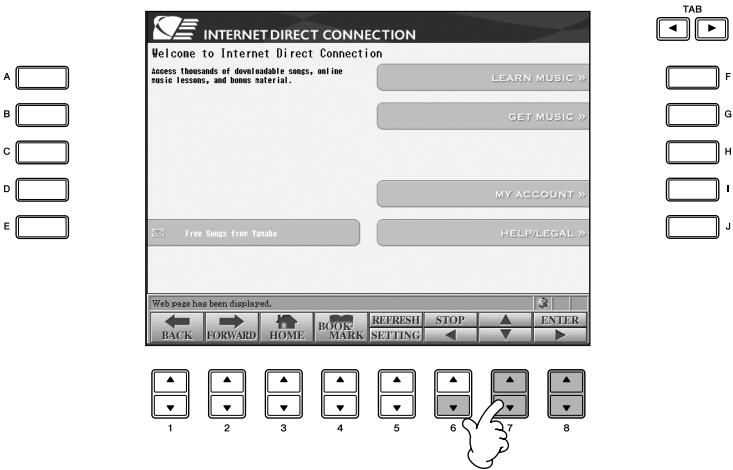 TAB
INTERNET DIRECT CONNECTION
Welcome to Internet Direct Connection
Access thousands of downloadable songs, online
music lessons, and bonus material.
LEARN MUSIC »
GET MUSIC »
MY ACCOUNT »
Free Songs from Yamaha
HELP/LEGAL »
A
B
C
D
E
F
G
H
I
J
Web page has been displayed.
BACK FORWARD HOME BOOK-MARK REFRESH SETTING STOP ENTER
1 2 3 4 5 6 7 8